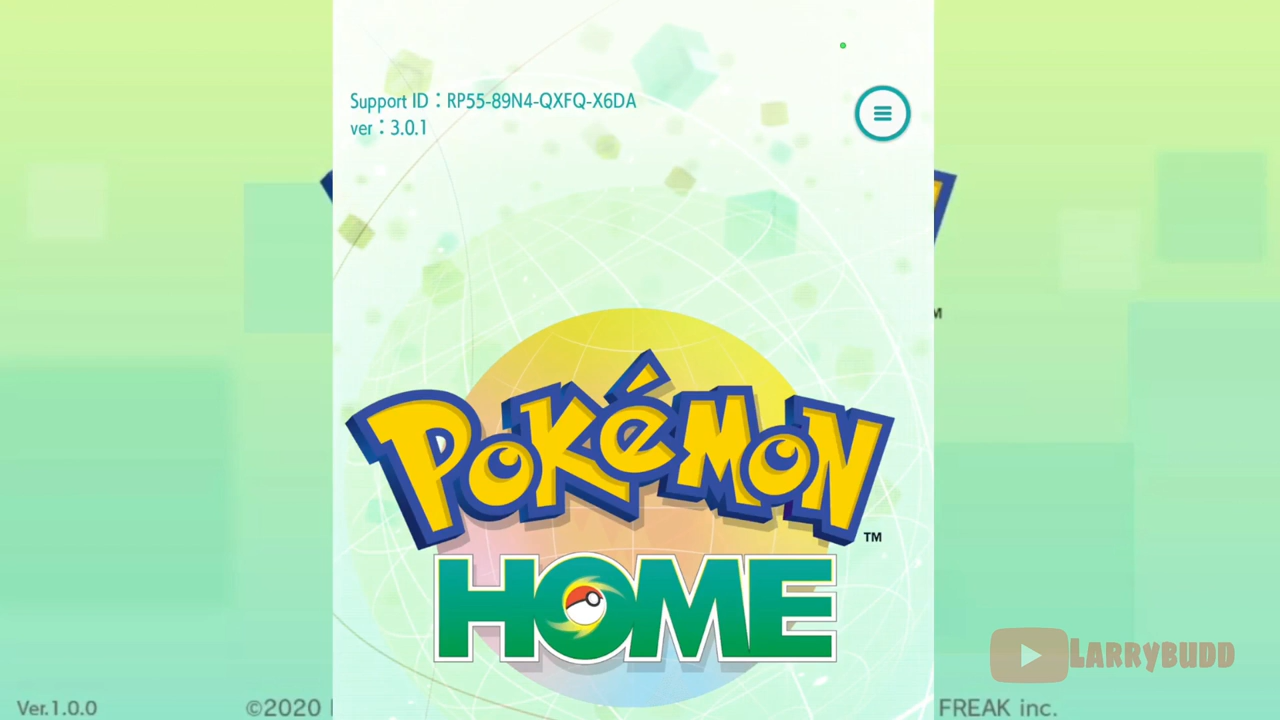 Support ID：RP55-89N4-QXFQ-X6DA
ver：3.0.1
POKéMON
TM
HOME
LARRYBUDD
Ver.1.0.0
©2020
FREAK inc.